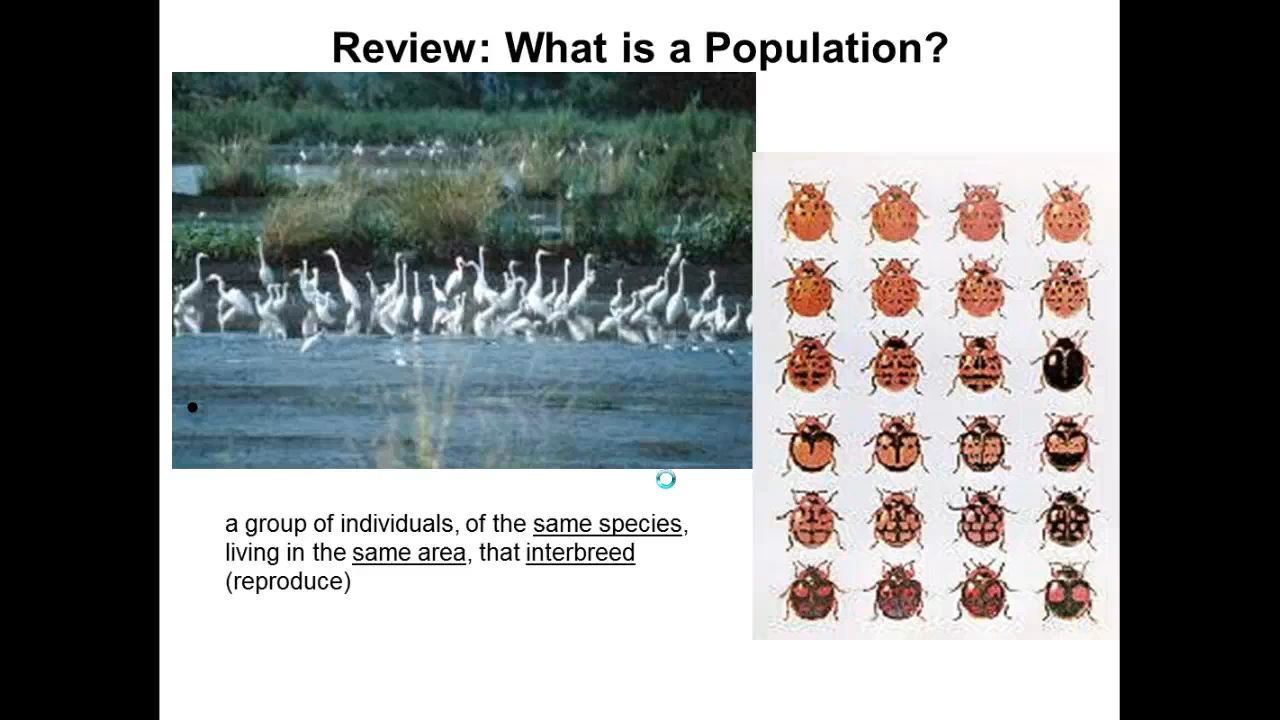 Review: What is a Population?
a group of individuals, of the same species,
living in the same area, that interbreed
(reproduce)